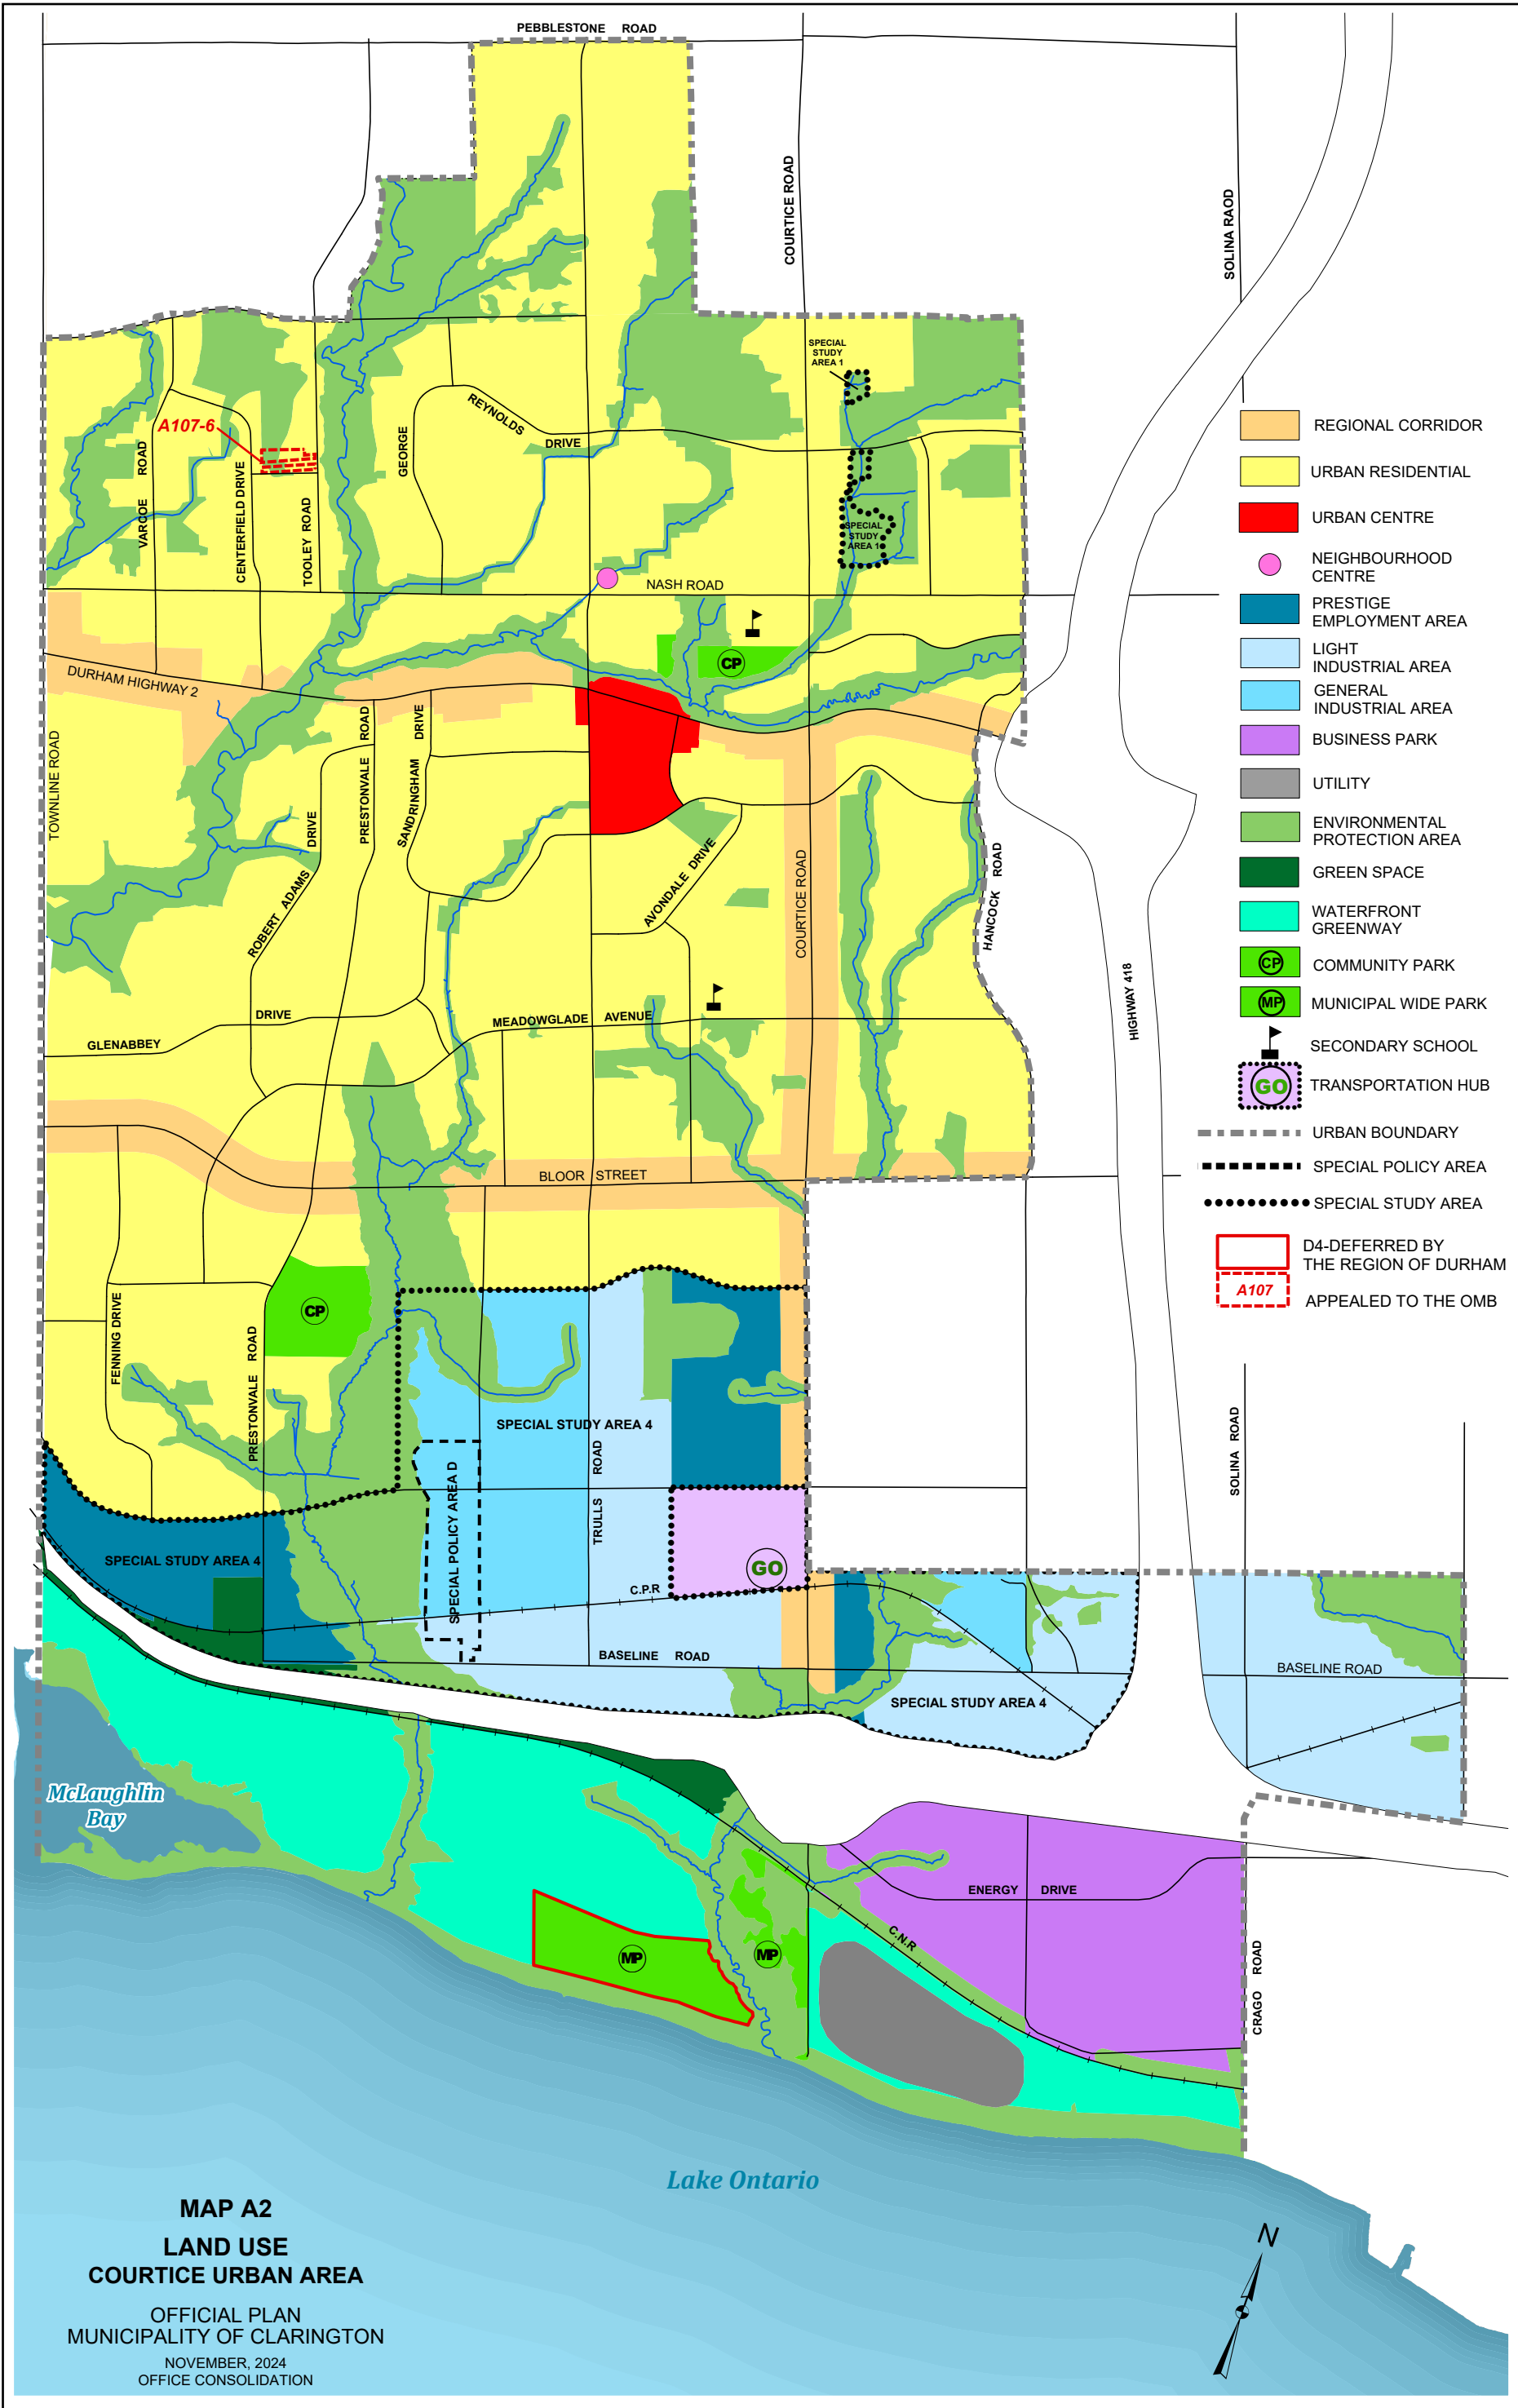 PEBBLESTONE ROAD
COURTICE ROAD
SOLINA RAOD
SPECIAL
STUDY
AREA 1
A107-6
VARCOE ROAD
CENTERFIELD DRIVE
TOOLEY ROAD
GEORGE
REYNOLDS
DRIVE
SPECIAL
STUDY
AREA 1
NASH ROAD
CP
DURHAM HIGHWAY 2
TOWNLINE ROAD
PRESTONVALE ROAD
SANDRINGHAM DRIVE
ROBERT ADAMS DRIVE
AVONDALE DRIVE
COURTICE ROAD
HANCOCK ROAD
HIGHWAY 418
GLENABBEY DRIVE
MEADOWGLADE AVENUE
BLOOR STREET
FENNING DRIVE
PRESTONVALE ROAD
CP
SPECIAL STUDY AREA 4
SPECIAL POLICY AREA D
TRULLS ROAD
SOLINA ROAD
SPECIAL STUDY AREA 4
GO
C.P.R
BASELINE ROAD
BASELINE ROAD
SPECIAL STUDY AREA 4
McLaughlin
Bay
ENERGY DRIVE
C.N.R
MP
MP
CRAGO ROAD
Lake Ontario
REGIONAL CORRIDOR
URBAN RESIDENTIAL
URBAN CENTRE
NEIGHBOURHOOD
CENTRE
PRESTIGE
EMPLOYMENT AREA
LIGHT
INDUSTRIAL AREA
GENERAL
INDUSTRIAL AREA
BUSINESS PARK
UTILITY
ENVIRONMENTAL
PROTECTION AREA
GREEN SPACE
WATERFRONT
GREENWAY
CP COMMUNITY PARK
MP MUNICIPAL WIDE PARK
SECONDARY SCHOOL
GO TRANSPORTATION HUB
URBAN BOUNDARY
SPECIAL POLICY AREA
SPECIAL STUDY AREA
D4-DEFERRED BY
THE REGION OF DURHAM
A107 APPEALED TO THE OMB
N
MAP A2
LAND USE
COURTICE URBAN AREA
OFFICIAL PLAN
MUNICIPALITY OF CLARINGTON
NOVEMBER, 2024
OFFICE CONSOLIDATION